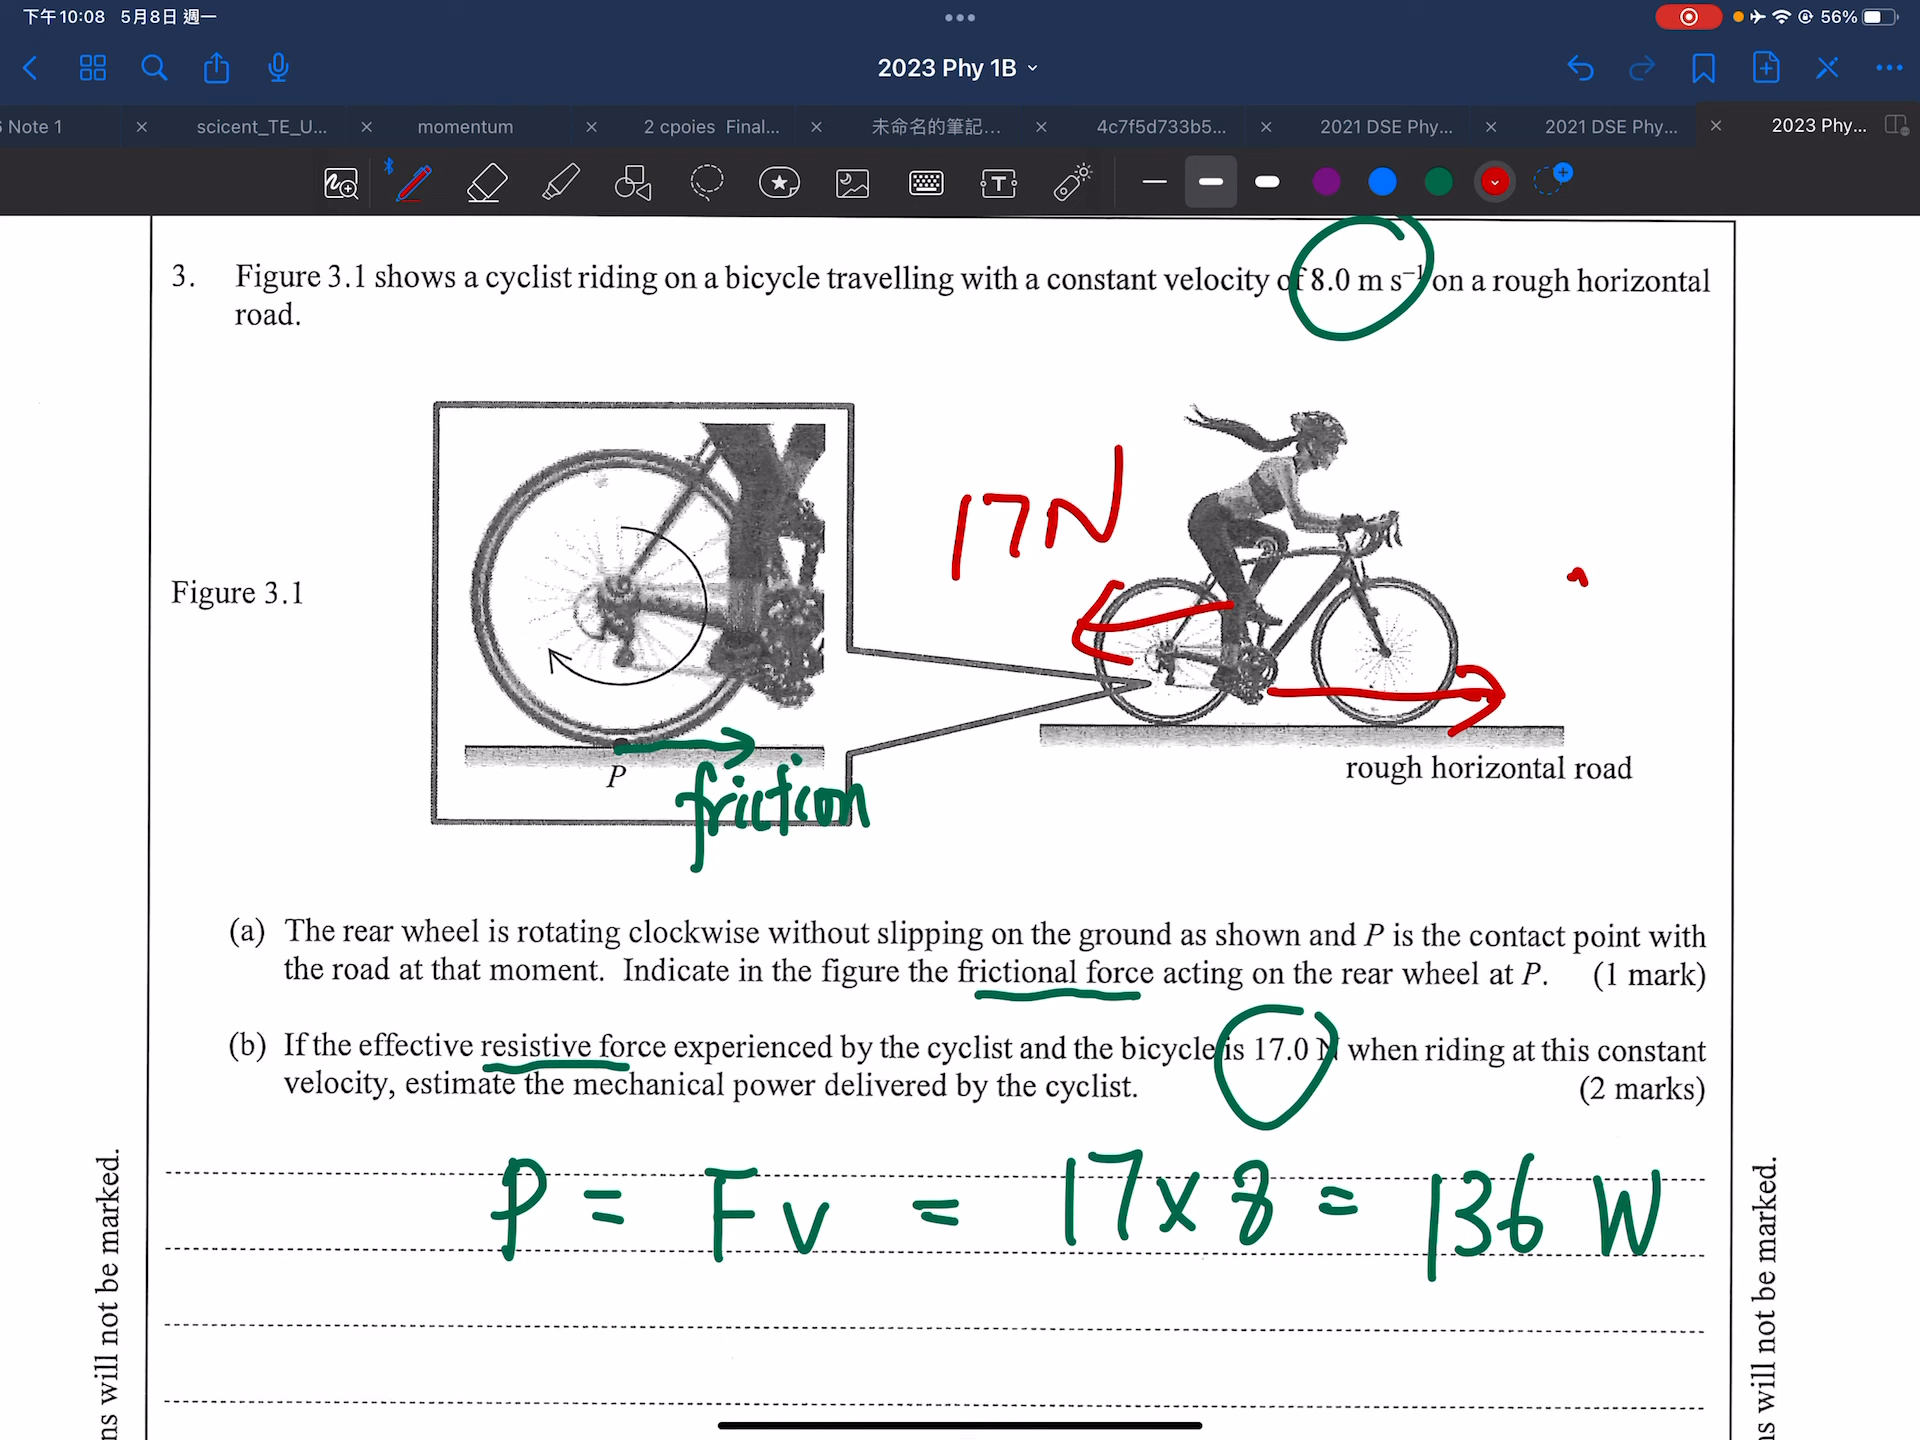 下午10:08 5月8日 週一
56%
2023 Phy 1B
Note 1
scicent_TE_U...
momentum
2 cpoies Final...
未命名的筆記...
4c7f5d733b5...
2021 DSE Phy...
2021 DSE Phy...
2023 Phy...
3. Figure 3.1 shows a cyclist riding on a bicycle travelling with a constant velocity of 8.0 m s⁻¹ on a rough horizontal
road.
17N
Figure 3.1
P
friction
rough horizontal road
(a) The rear wheel is rotating clockwise without slipping on the ground as shown and P is the contact point with
the road at that moment. Indicate in the figure the frictional force acting on the rear wheel at P. (1 mark)
(b) If the effective resistive force experienced by the cyclist and the bicycle is 17.0 N when riding at this constant
velocity, estimate the mechanical power delivered by the cyclist. (2 marks)
P = Fv = 17 x 8 = 136 W
ns will not be marked.
ns will not be marked.